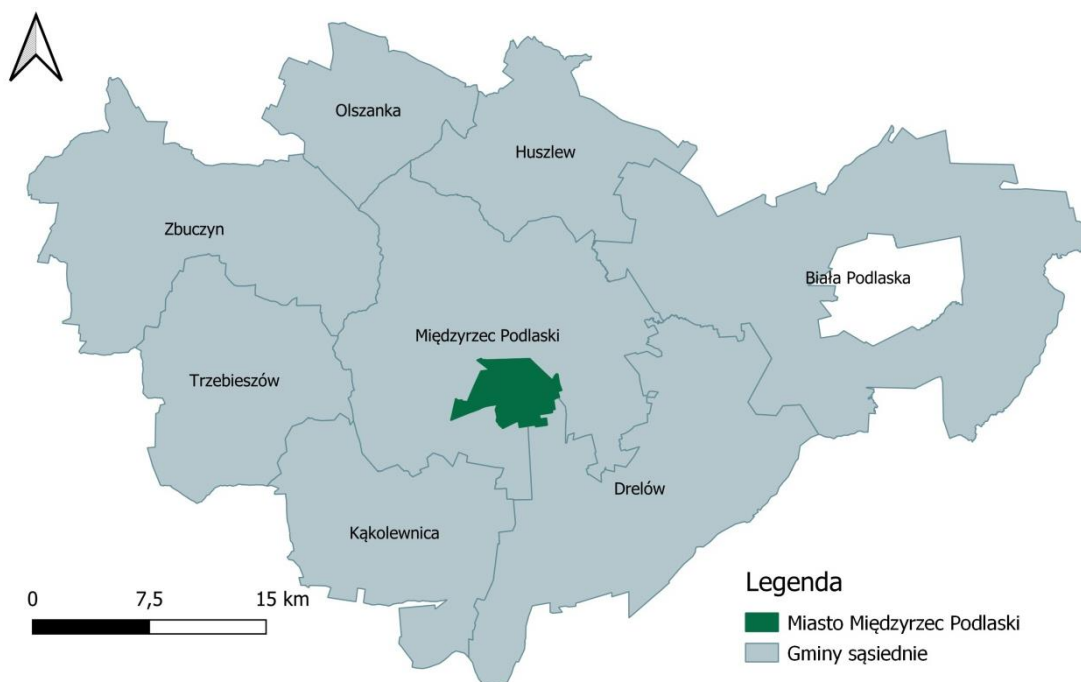 Olszanka
Huszlew
Zbuczyn
Biała Podlaska
Międzyrzec Podlaski
Trzebieszów
Drelów
Kąkolewnica
0 7,5 15 km
Legenda
Miasto Międzyrzec Podlaski
Gminy sąsiednie